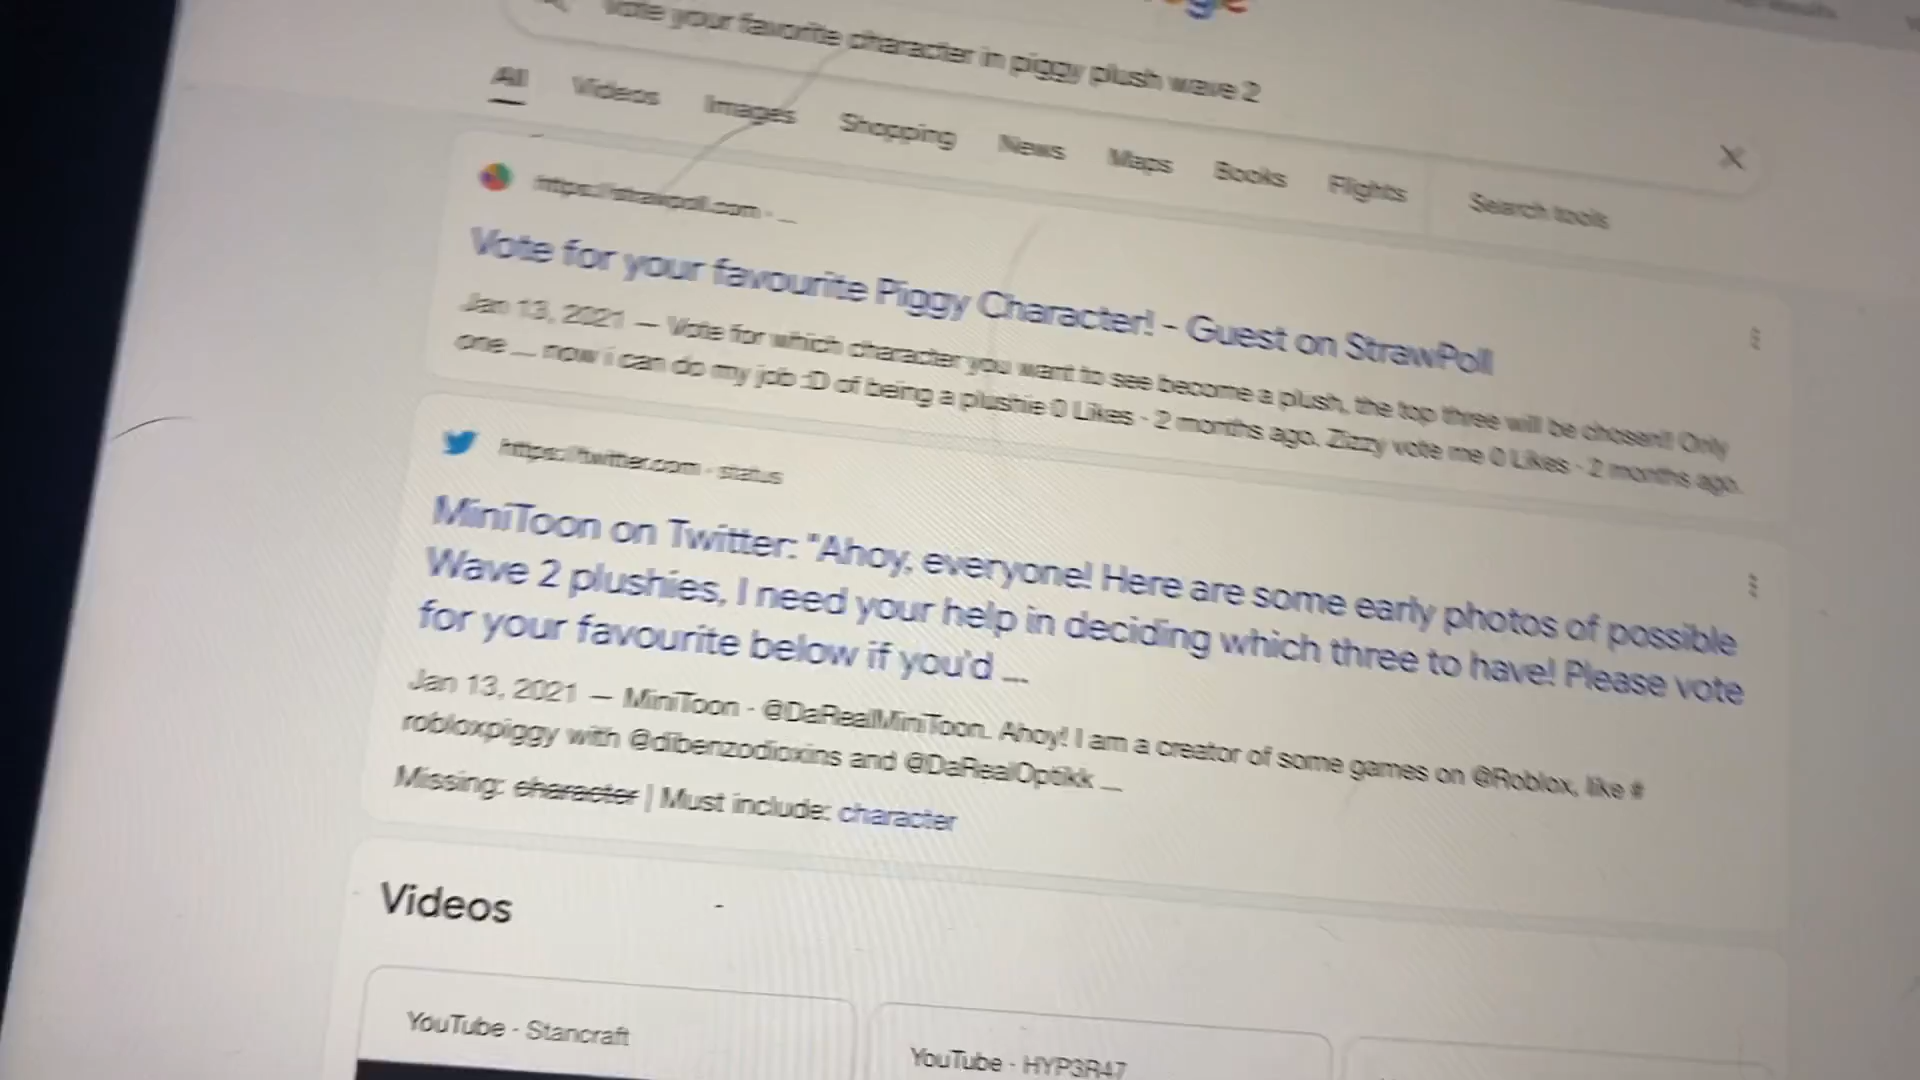 vote your favorite character in piggy plush wave 2
All Videos Images Shopping News Maps Books Flights Search tools
https://strawpoll.com › ...
Vote for your favourite Piggy Character! - Guest on StrawPoll
Jan 13, 2021 — Vote for which character you want to see become a plush, the top three will be chosen!! Only
one ... now i can do my job :D of being a plushie 0 Likes · 2 months ago. Zizzy vote me 0 Likes · 2 months ago.
https://twitter.com › status
MiniToon on Twitter: "Ahoy, everyone! Here are some early photos of possible
Wave 2 plushies, I need your help in deciding which three to have! Please vote
for your favourite below if you'd ...
Jan 13, 2021 — MiniToon · @DaRealMiniToon. Ahoy! I am a creator of some games on @Roblox, like #
robloxpiggy with @dibenzodioxins and @DaRealOptikk ...
Missing: character | Must include: character
Videos
YouTube · Stancraft
YouTube · HYP3R47